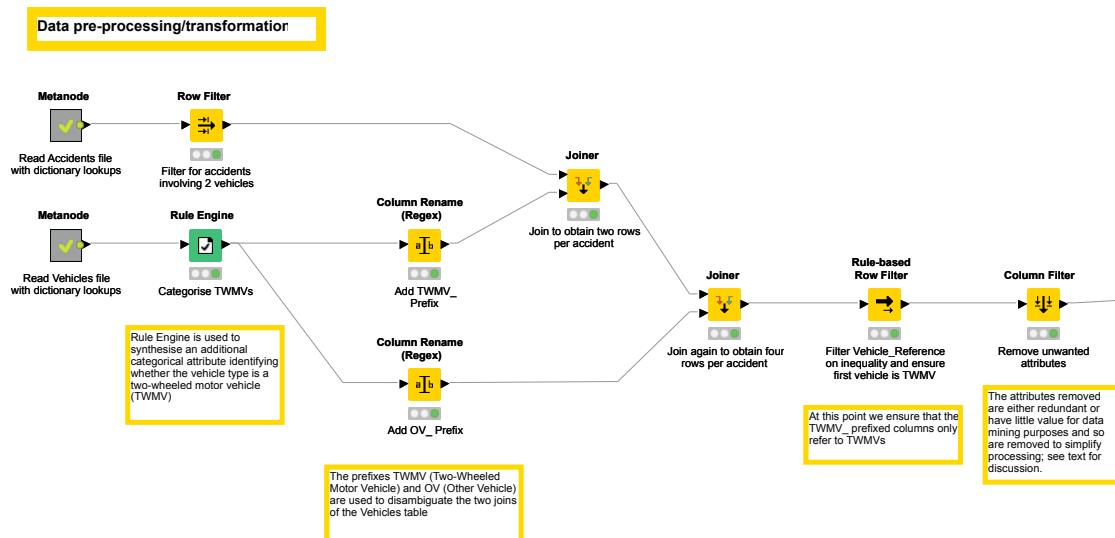 Data pre-processing/transformation
Metanode
Read Accidents file
with dictionary lookups
Row Filter
Filter for accidents
involving 2 vehicles
Joiner
Join to obtain two rows
per accident
Metanode
Read Vehicles file
with dictionary lookups
Rule Engine
Categorise TWMVs
Column Rename
(Regex)
Add TWMV_
Prefix
Rule Engine is used to
synthesise an additional
categorical attribute identifying
whether the vehicle type is a
two-wheeled motor vehicle
(TWMV)
Column Rename
(Regex)
Add OV_ Prefix
The prefixes TWMV (Two-Wheeled
Motor Vehicle) and OV (Other Vehicle)
are used to disambiguate the two joins
of the Vehicles table
Joiner
Join again to obtain four
rows per accident
Rule-based
Row Filter
Filter Vehicle_Reference
on inequality and ensure
first vehicle is TWMV
At this point we ensure that the
TWMV_ prefixed columns only
refer to TWMVs
Column Filter
Remove unwanted
attributes
The attributes removed
are either redundant or
have little value for data
mining purposes and so
are removed to simplify
processing; see text for
discussion.